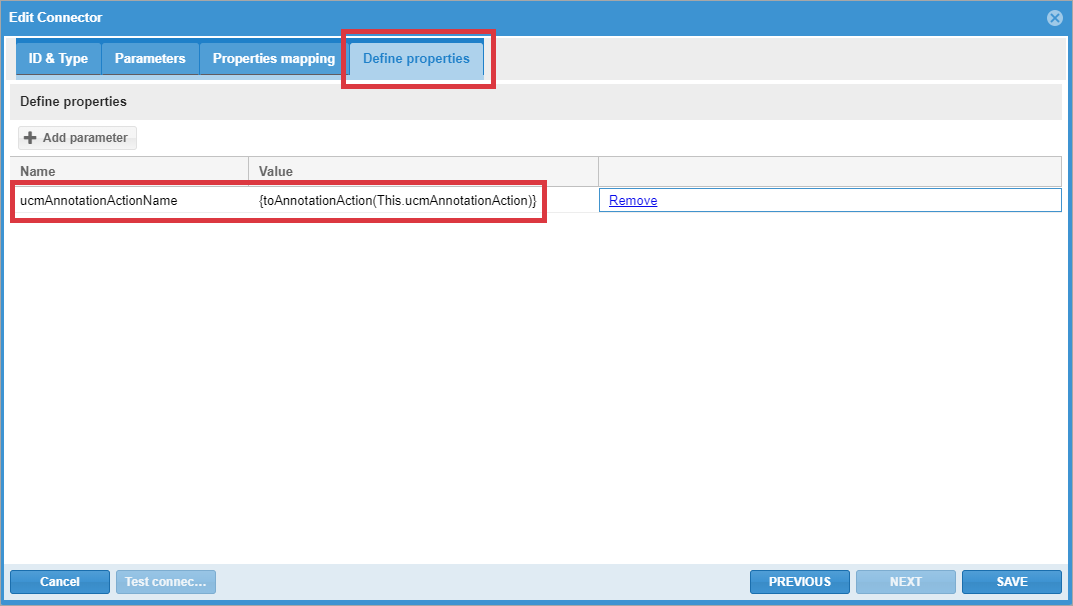 Edit Connector
ID & Type Parameters Properties mapping Define properties
Define properties
Add parameter
Name Value
ucmAnnotationActionName {toAnnotationAction(This.ucmAnnotationAction)} Remove
Cancel Test connec... PREVIOUS NEXT SAVE